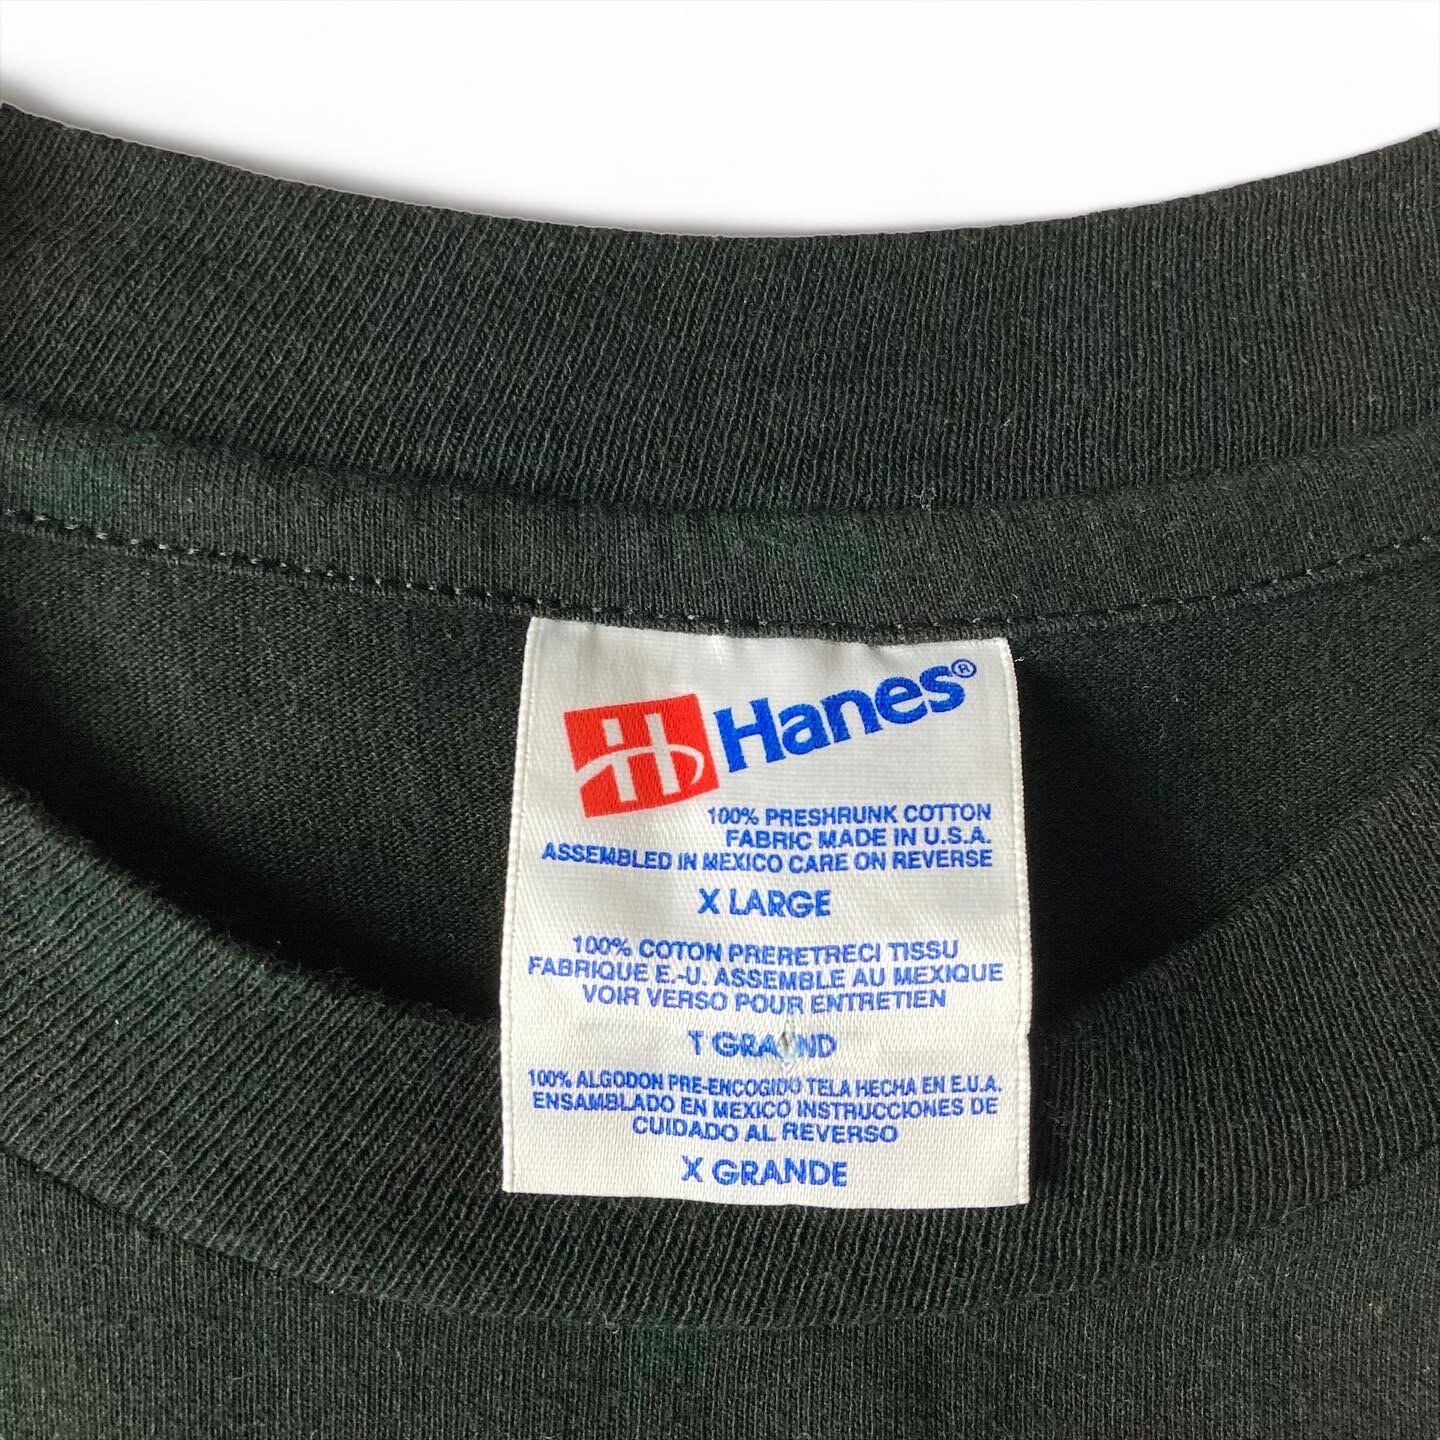 H Hanes®
100% PRESHRUNK COTTON
FABRIC MADE IN U.S.A.
ASSEMBLED IN MEXICO CARE ON REVERSE
X LARGE
100% COTON PRERETRECI TISSU
FABRIQUE E.-U. ASSEMBLE AU MEXIQUE
VOIR VERSO POUR ENTRETIEN
T GRAND
100% ALGODON PRE-ENCOGIDO TELA HECHA EN E.U.A.
ENSAMBLADO EN MEXICO INSTRUCCIONES DE
CUIDADO AL REVERSO
X GRANDE